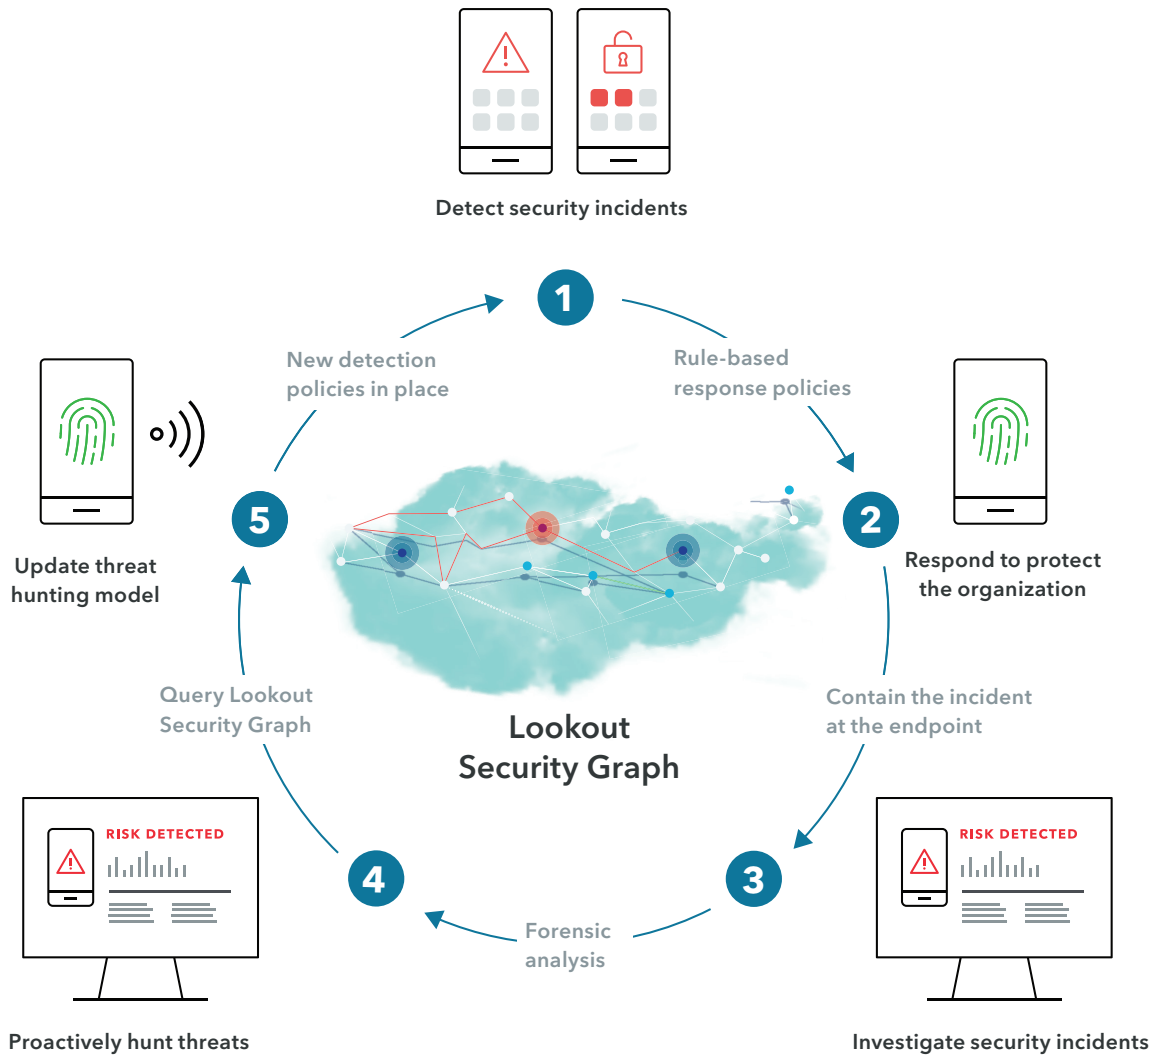 Detect security incidents
1
New detection
policies in place
Rule-based
response policies
5
2
Update threat
hunting model
Respond to protect
the organization
Query Lookout
Security Graph
Contain the incident
at the endpoint
Lookout
Security Graph
RISK DETECTED
RISK DETECTED
4
3
Forensic
analysis
Proactively hunt threats
Investigate security incidents